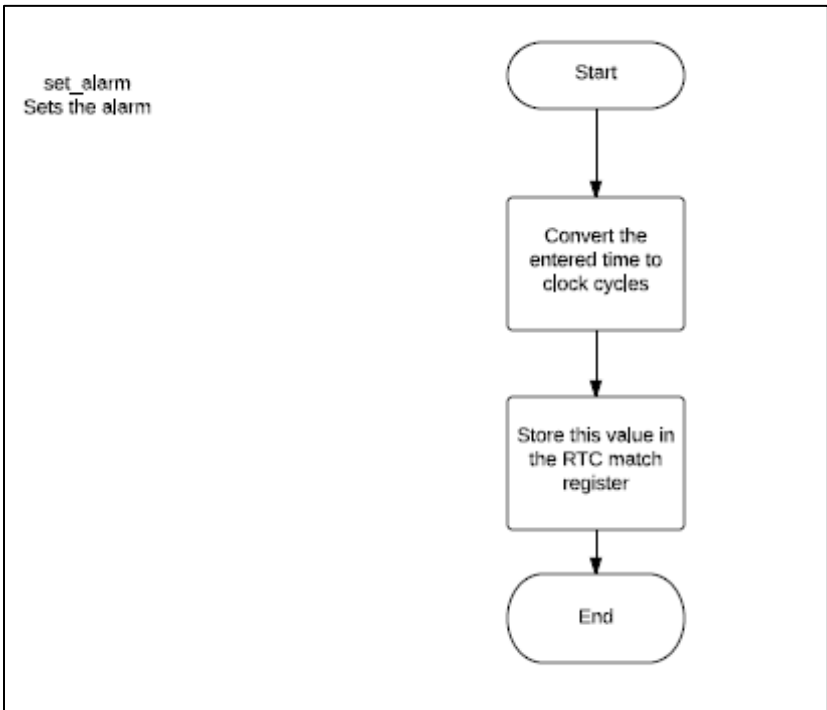 set_alarm
Sets the alarm
Start
Convert the
entered time to
clock cycles
Store this value in
the RTC match
register
End